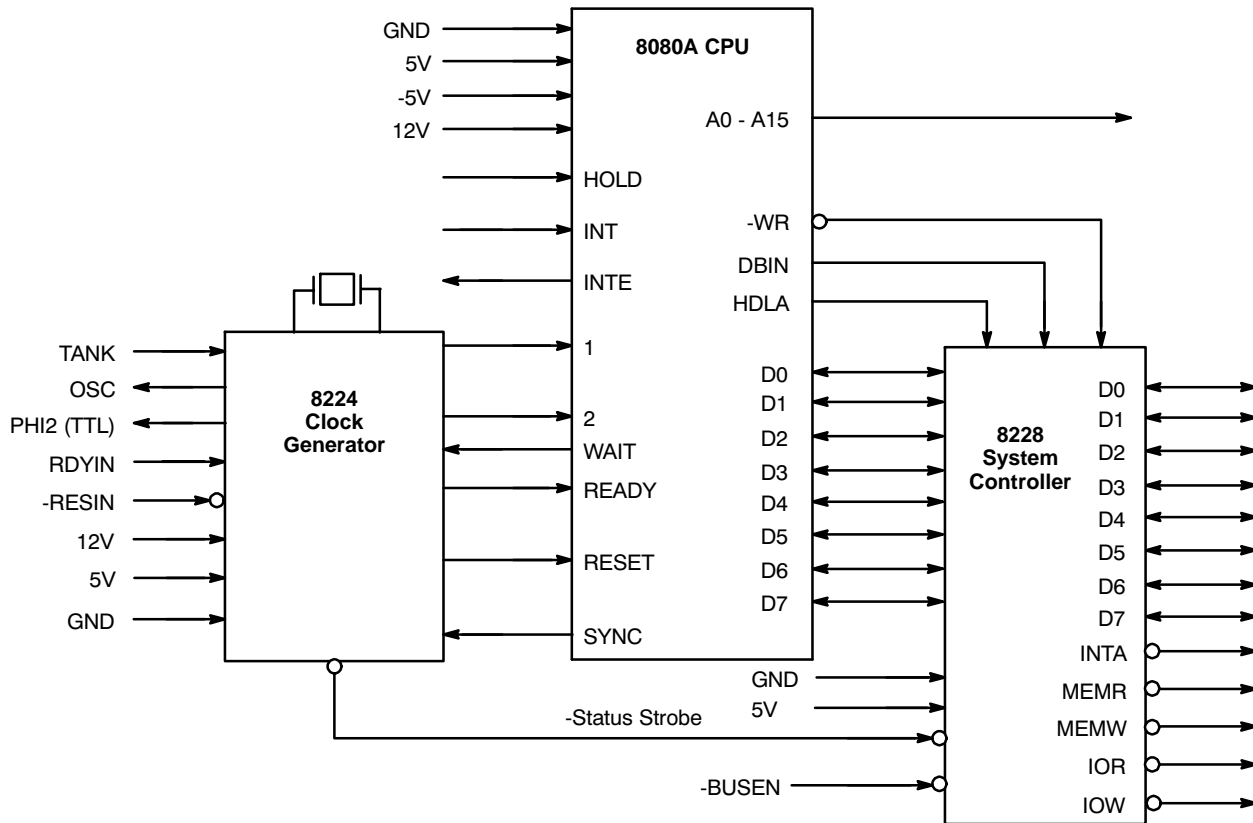 GND
5V
-5V
12V
8080A CPU
A0 - A15
HOLD
INT
INTE
-WR
DBIN
HDLA
TANK
OSC
PHI2 (TTL)
RDYIN
-RESIN
12V
5V
GND
8224
Clock
Generator
1
2
WAIT
READY
RESET
SYNC
D0
D1
D2
D3
D4
D5
D6
D7
8228
System
Controller
D0
D1
D2
D3
D4
D5
D6
D7
INTA
MEMR
MEMW
IOR
IOW
GND
5V
-Status Strobe
-BUSEN